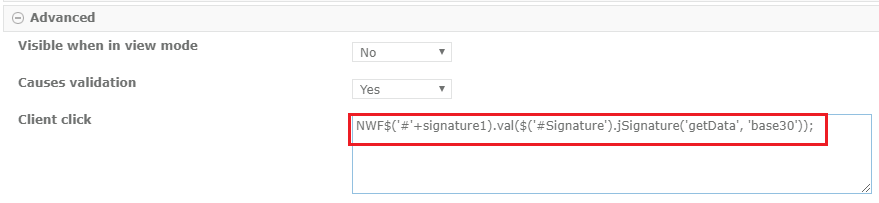 Advanced
Visible when in view mode
No
Causes validation
Yes
Client click
NWF$('#'+signature1).val($('#Signature').jSignature('getData', 'base30'));